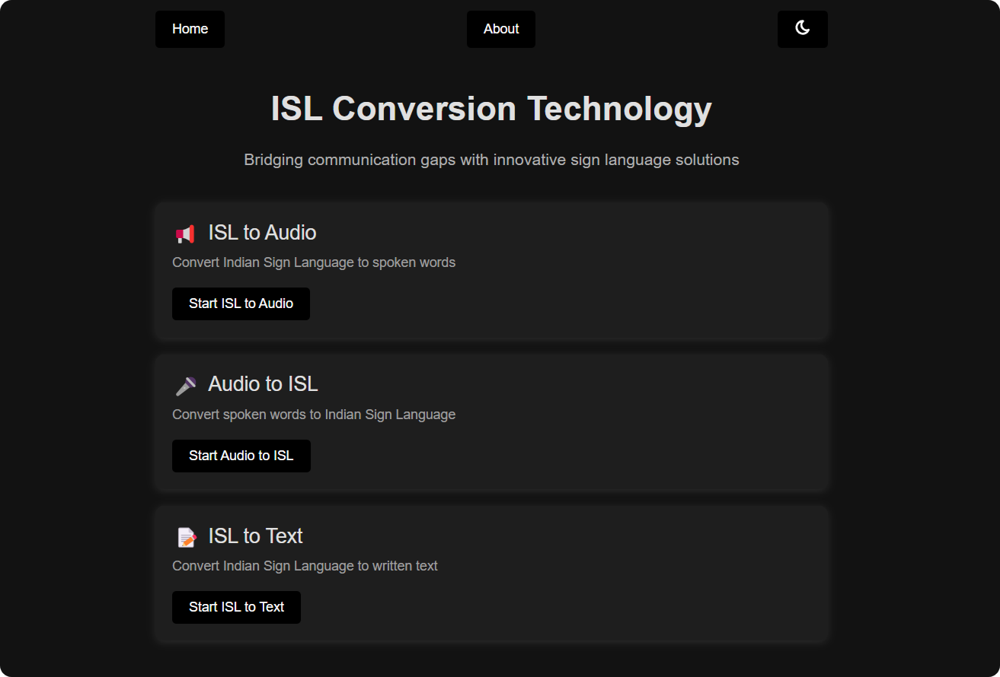 Home
About
ISL Conversion Technology
Bridging communication gaps with innovative sign language solutions
ISL to Audio
Convert Indian Sign Language to spoken words
Start ISL to Audio
Audio to ISL
Convert spoken words to Indian Sign Language
Start Audio to ISL
ISL to Text
Convert Indian Sign Language to written text
Start ISL to Text